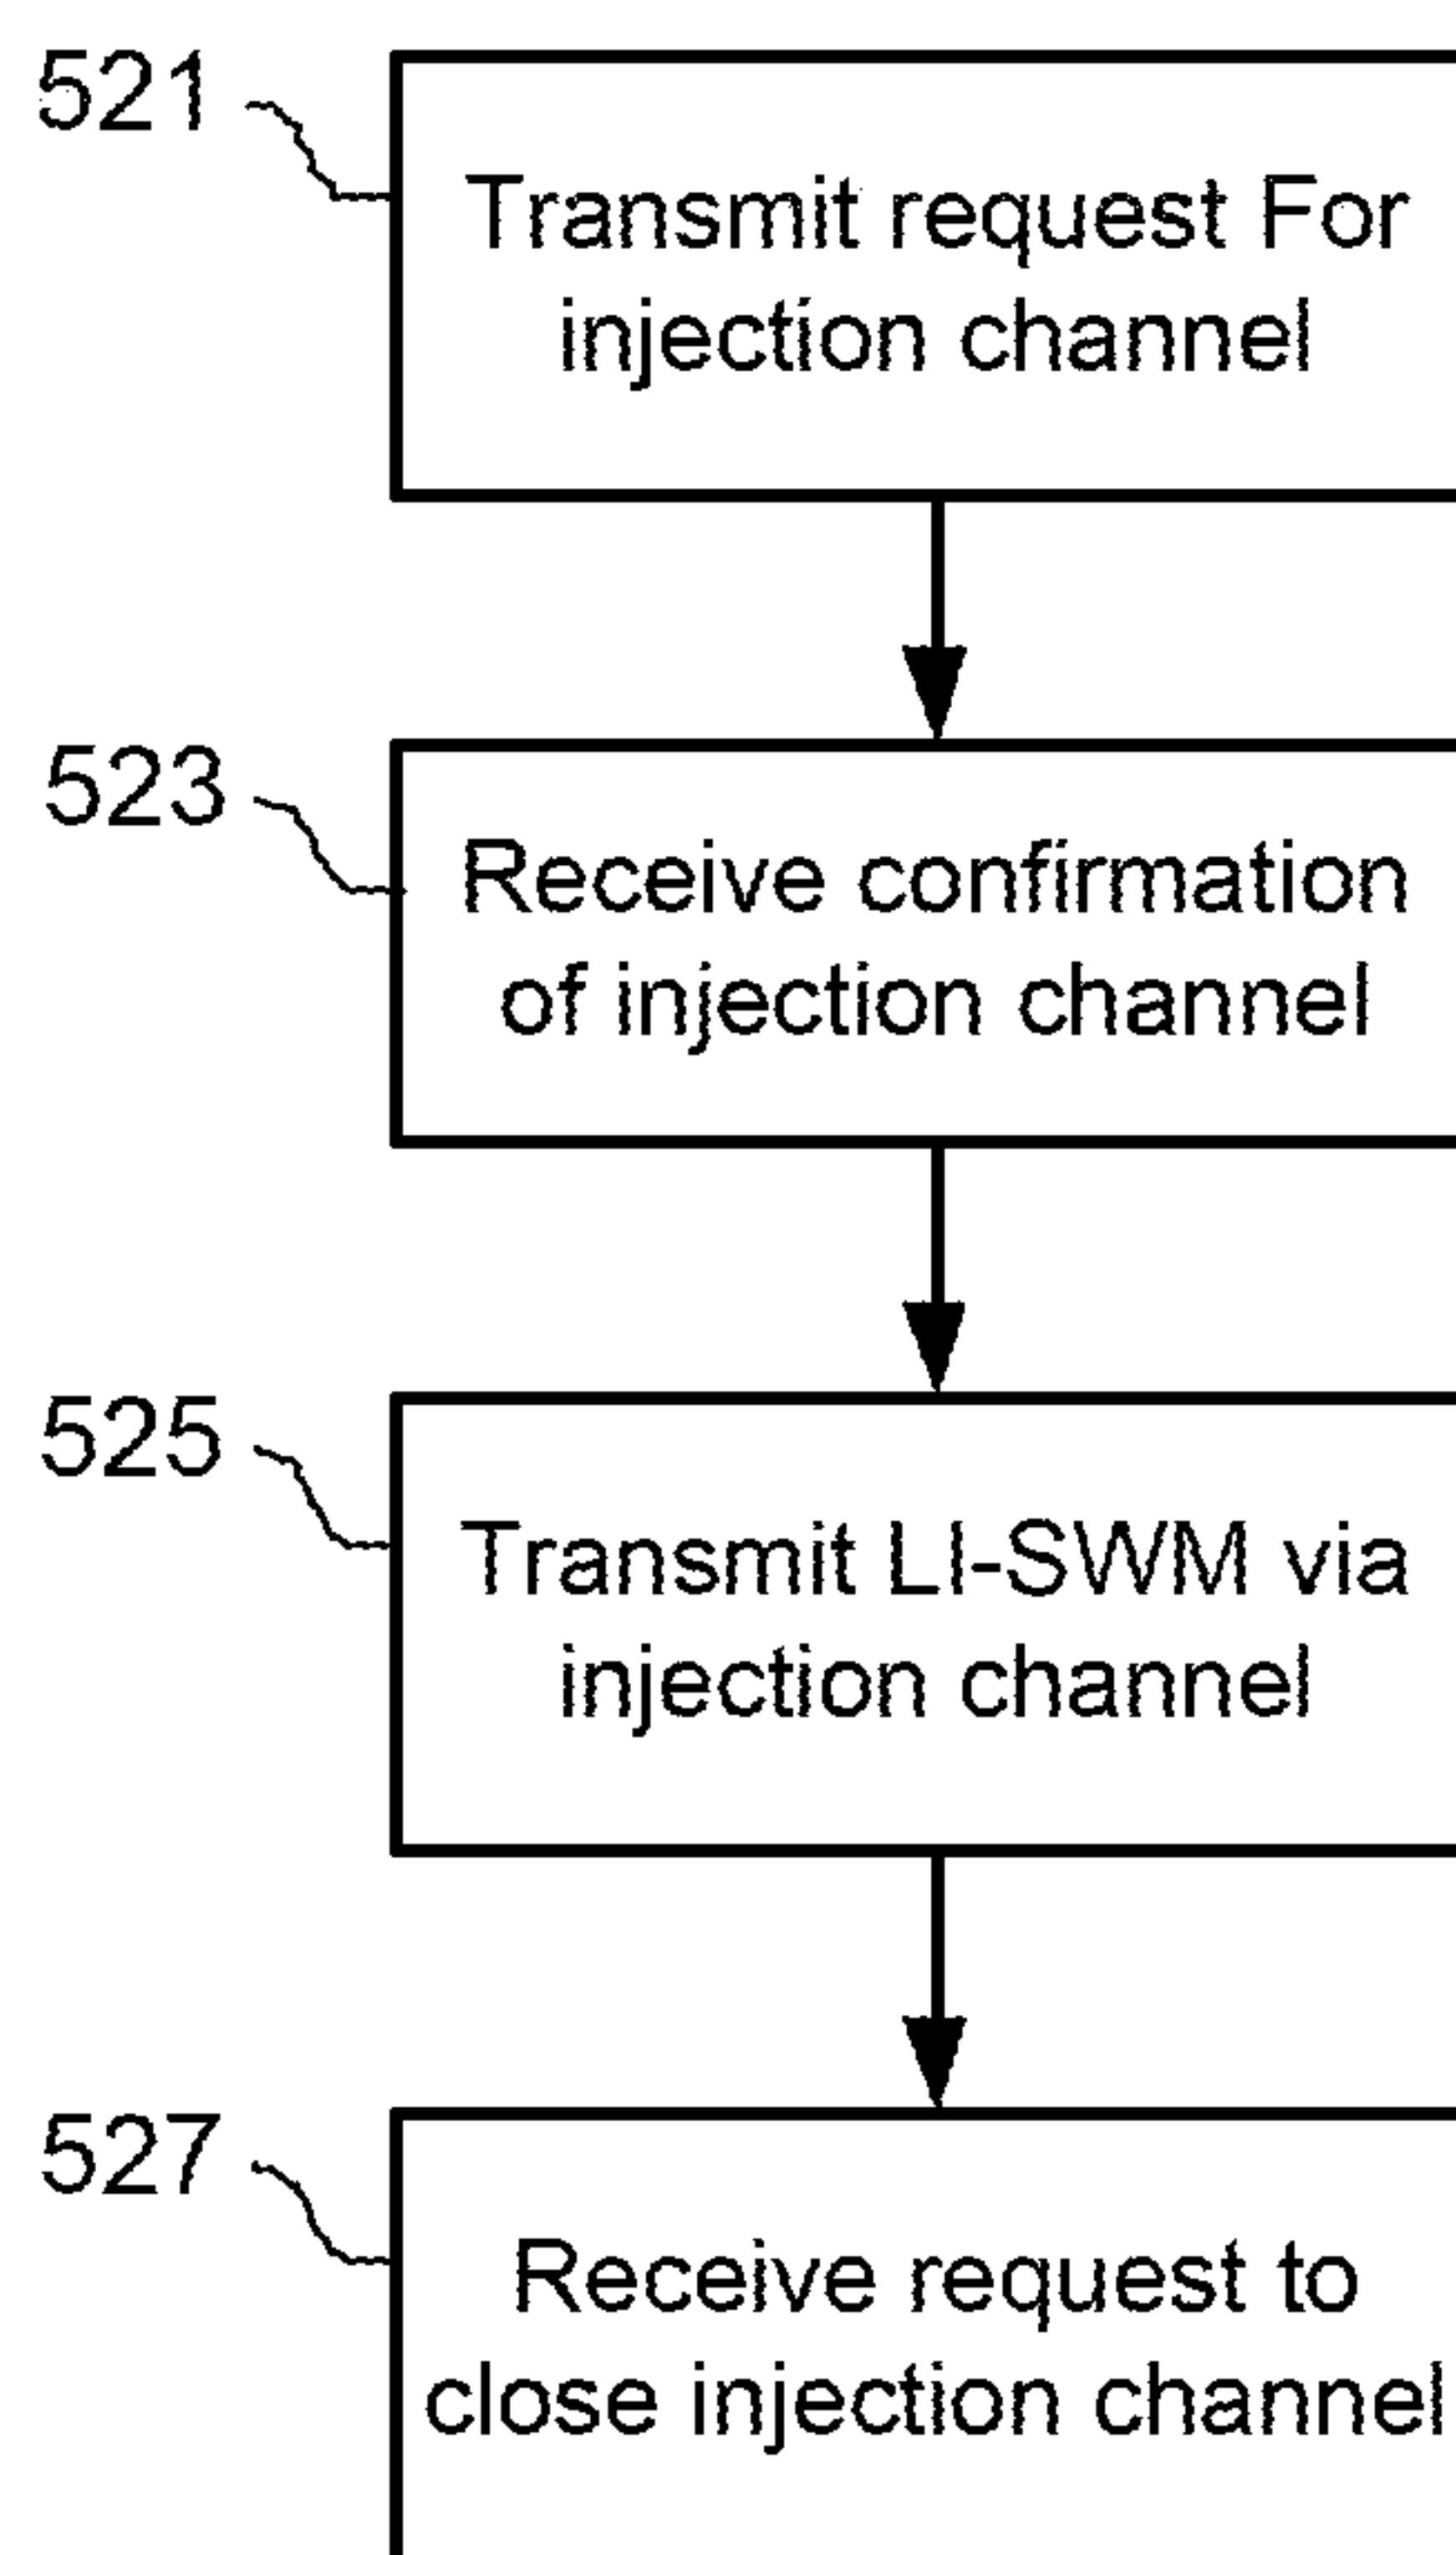 521
Transmit request For
injection channel
523
Receive confirmation
of injection channel
525
Transmit LI-SWM via
injection channel
527
Receive request to
close injection channel